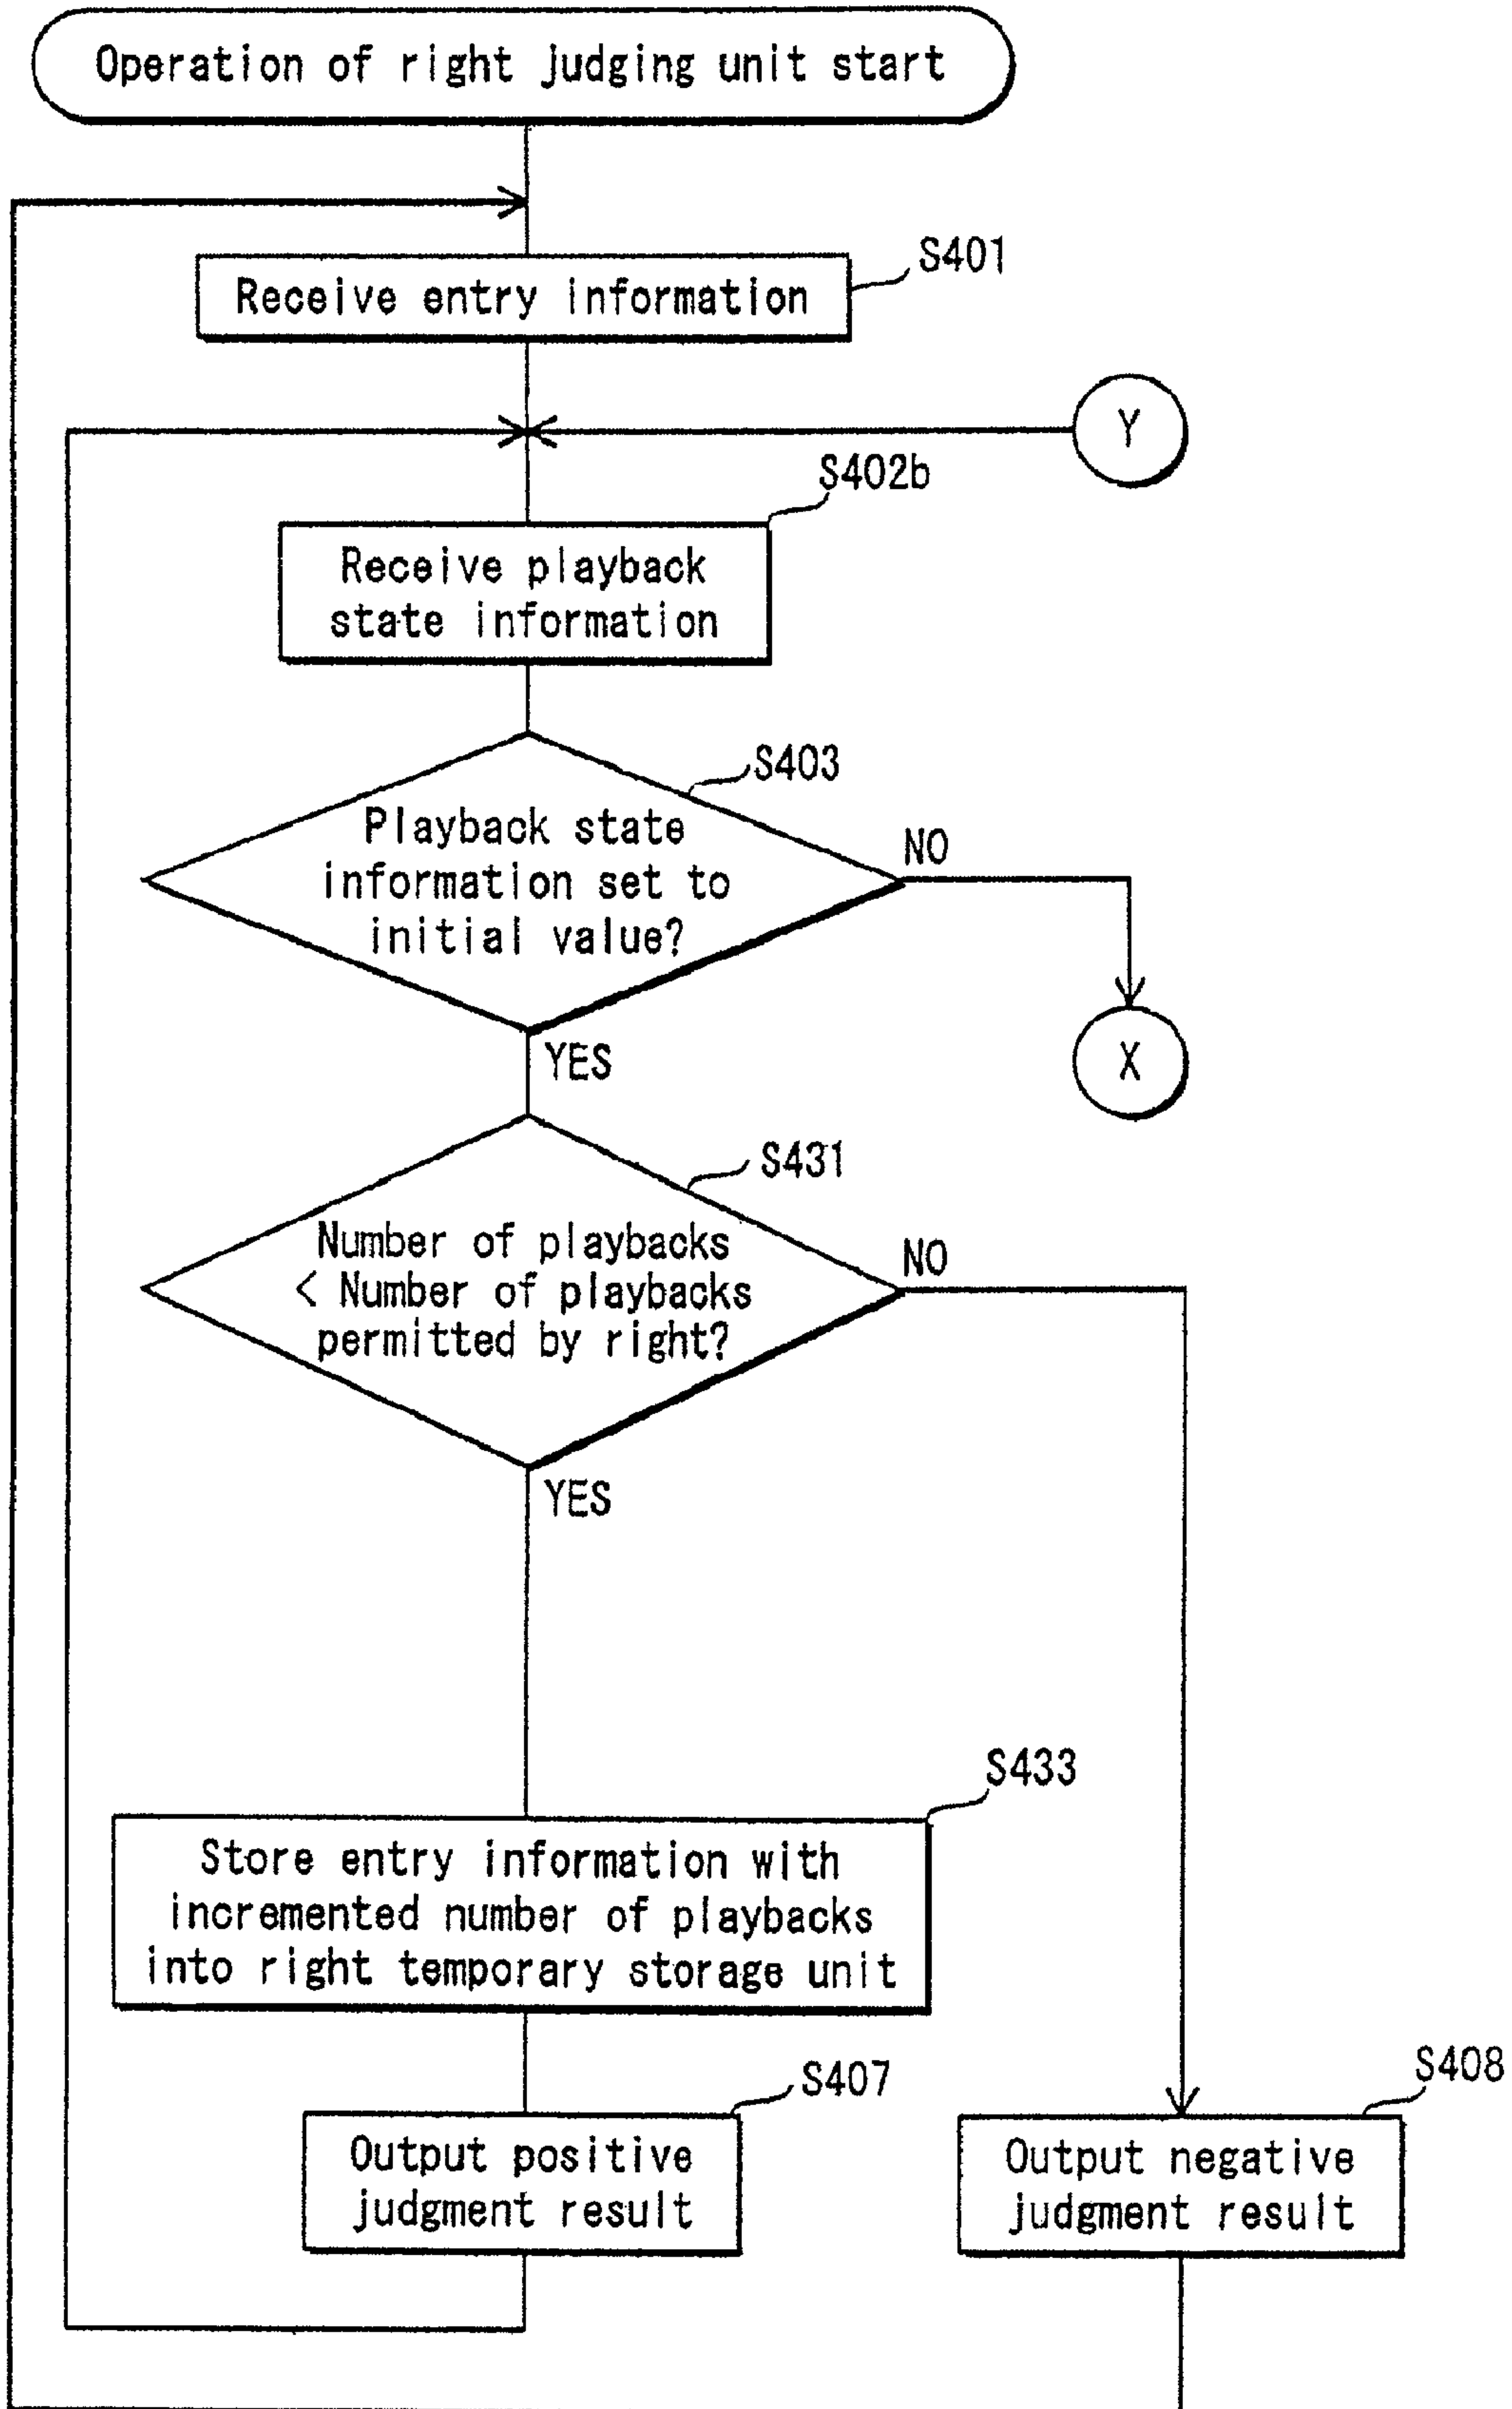 Operation of right judging unit start
S401
Receive entry information
Y
S402b
Receive playback
state information
S403
Playback state
information set to
initial value?
NO
YES
X
S431
Number of playbacks
< Number of playbacks
permitted by right?
NO
YES
S433
Store entry information with
incremented number of playbacks
into right temporary storage unit
S407
Output positive
judgment result
S408
Output negative
judgment result